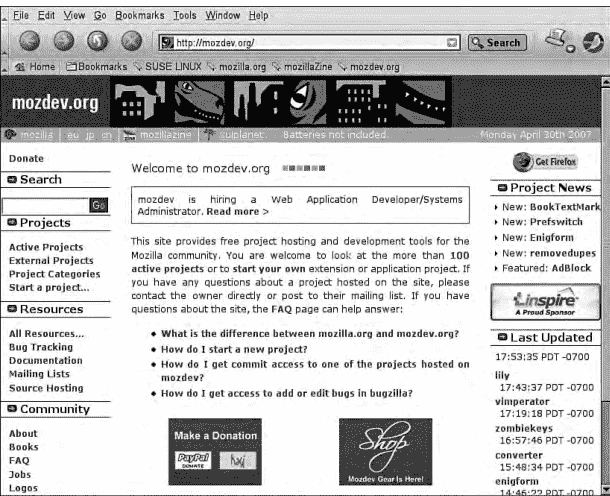 File Edit View Go Bookmarks Tools Window Help
http://mozdev.org/ Search
Home Bookmarks SUSE LINUX mozilla.org mozillaZine mozdev.org
mozdev.org
mozilla eu jp cn mozillazine suiplanet. Batteries not included. Monday April 30th 2007
Donate
Search
Go
Projects
Active Projects
External Projects
Project Categories
Start a project...
Resources
All Resources...
Bug Tracking
Documentation
Mailing Lists
Source Hosting
Community
About
Books
FAQ
Jobs
Logos
Welcome to mozdev.org
mozdev is hiring a Web Application Developer/Systems
Administrator. Read more >
This site provides free project hosting and development tools for the
Mozilla community. You are welcome to look at the more than 100
active projects or to start your own extension or application project. If
you have any questions about a project hosted on the site, please
contact the owner directly or post to their mailing list. If you have
questions about the site, the FAQ page can help answer:
What is the difference between mozilla.org and mozdev.org?
How do I start a new project?
How do I get commit access to one of the projects hosted on
mozdev?
How do I get access to add or edit bugs in bugzilla?
Make a Donation
PayPal
DONATE
Shop
Mozdev Gear Is Here!
Get Firefox
Project News
New: BookTextMark
New: Prefswitch
New: Enigform
New: removedupes
Featured: AdBlock
Linspire
A Proud Sponsor
Last Updated
17:53:35 PDT -0700
lily
17:43:37 PDT -0700
vimperator
17:19:18 PDT -0700
zombiekeys
16:57:46 PDT -0700
converter
15:48:34 PDT -0700
enigform
14:46:22 PDT -0700